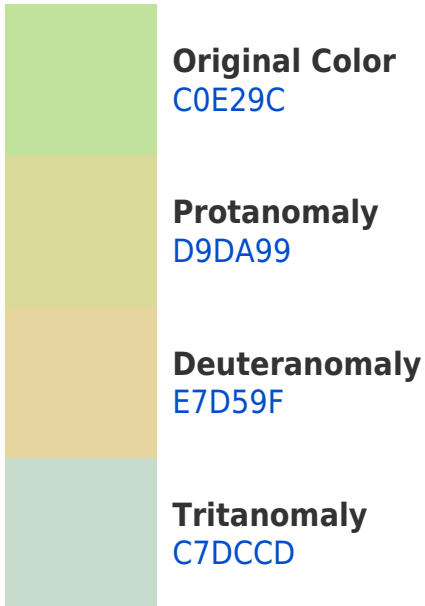 Original Color
C0E29C
Protanomaly
D9DA99
Deuteranomaly
E7D59F
Tritanomaly
C7DCCD